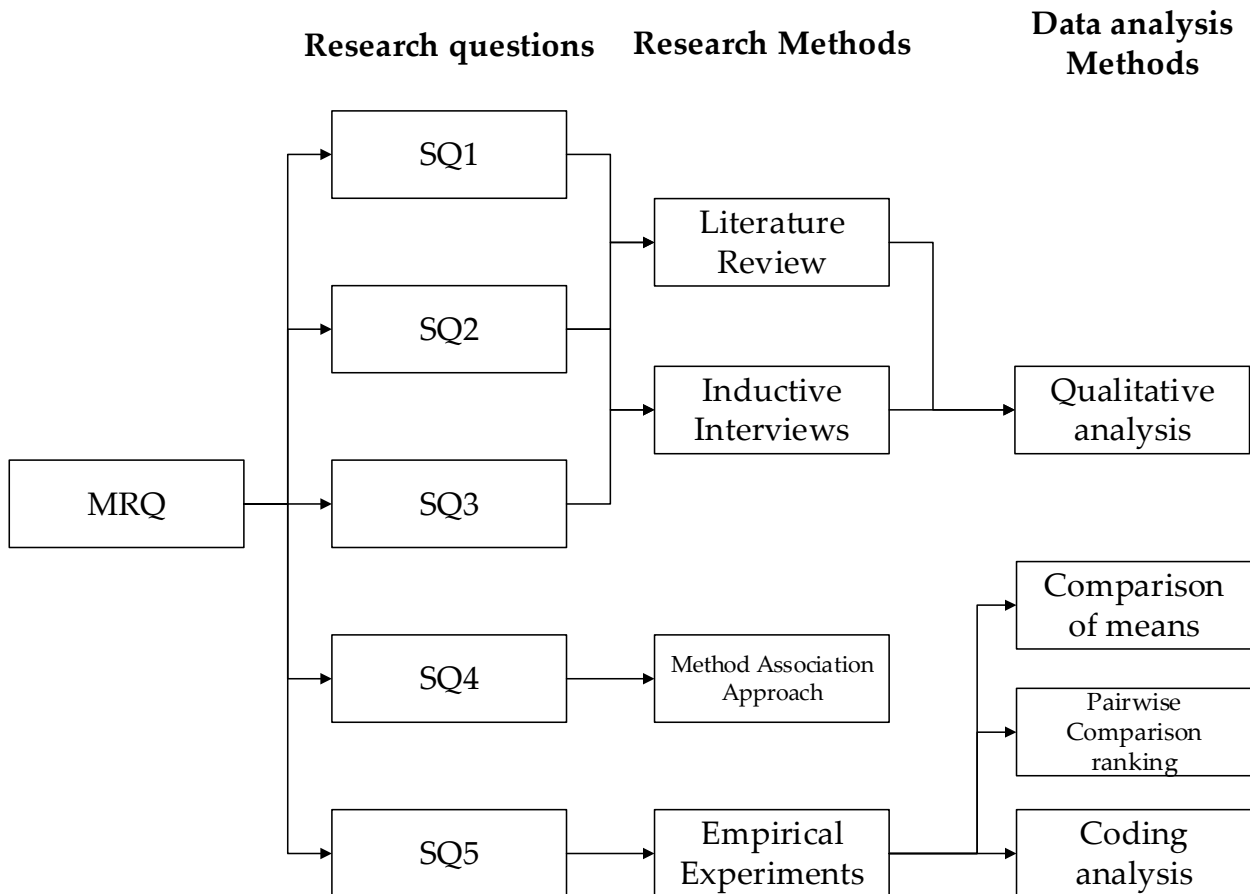 Research questions
Research Methods
Data analysis
Methods
SQ1
Literature
Review
SQ2
Inductive
Interviews
Qualitative
analysis
MRQ
SQ3
Comparison
of means
SQ4
Method Association
Approach
Pairwise
Comparison
ranking
SQ5
Empirical
Experiments
Coding
analysis